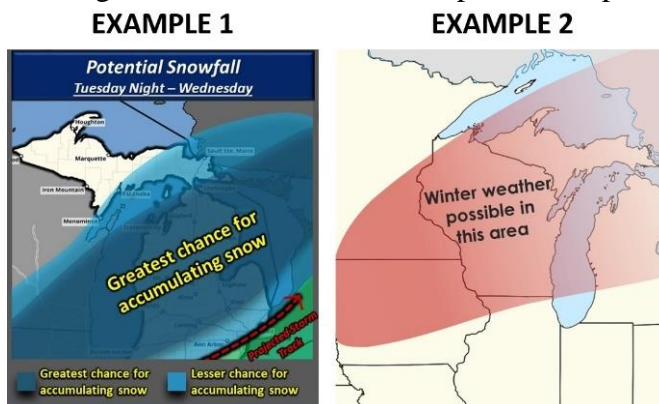 EXAMPLE 1
EXAMPLE 2
Potential Snowfall
Tuesday Night – Wednesday
Houghton
Marquette
Sault Ste. Marie
Iron Mountain
Menominee
Greatest chance for
accumulating snow
Ann Arbor
Projected Storm
Track
Greatest chance for
accumulating snow
Lesser chance for
accumulating snow
Winter weather
possible in
this area